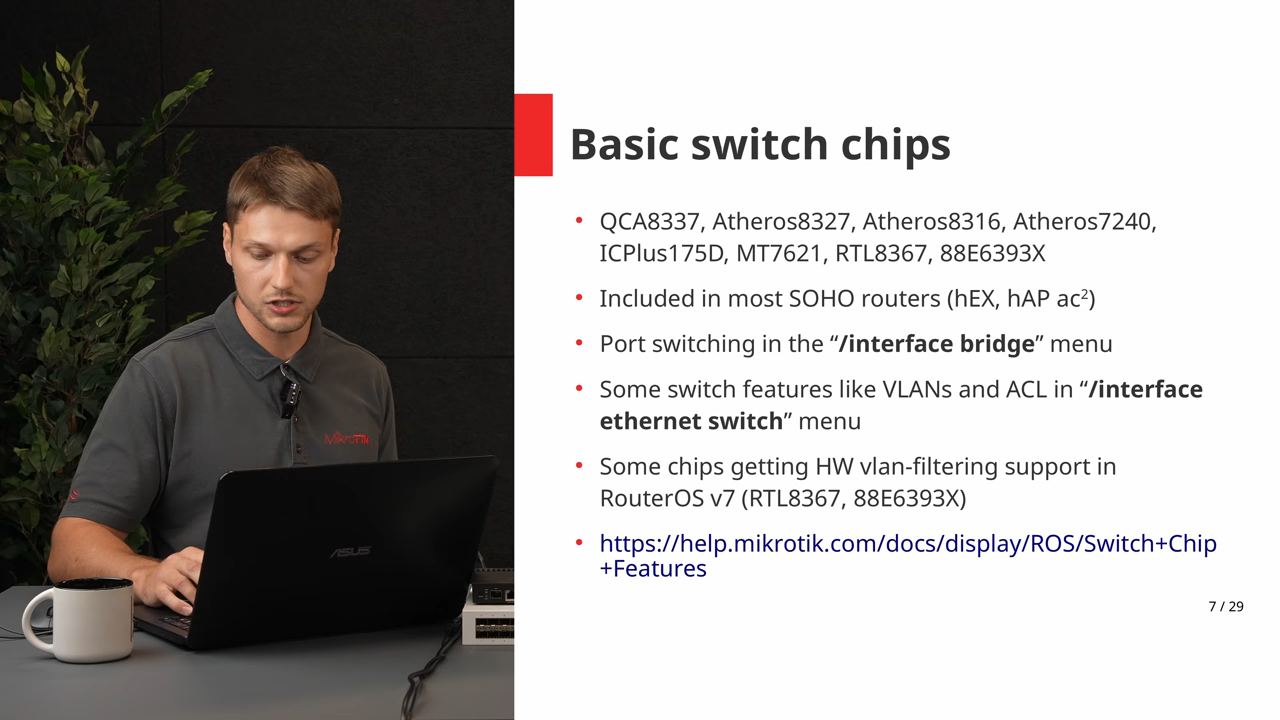 Basic switch chips
• QCA8337, Atheros8327, Atheros8316, Atheros7240,
ICPlus175D, MT7621, RTL8367, 88E6393X
• Included in most SOHO routers (hEX, hAP ac²)
• Port switching in the “/interface bridge” menu
• Some switch features like VLANs and ACL in “/interface
ethernet switch” menu
• Some chips getting HW vlan-filtering support in
RouterOS v7 (RTL8367, 88E6393X)
• https://help.mikrotik.com/docs/display/ROS/Switch+Chip
+Features
7 / 29
MikroTik
ASUS